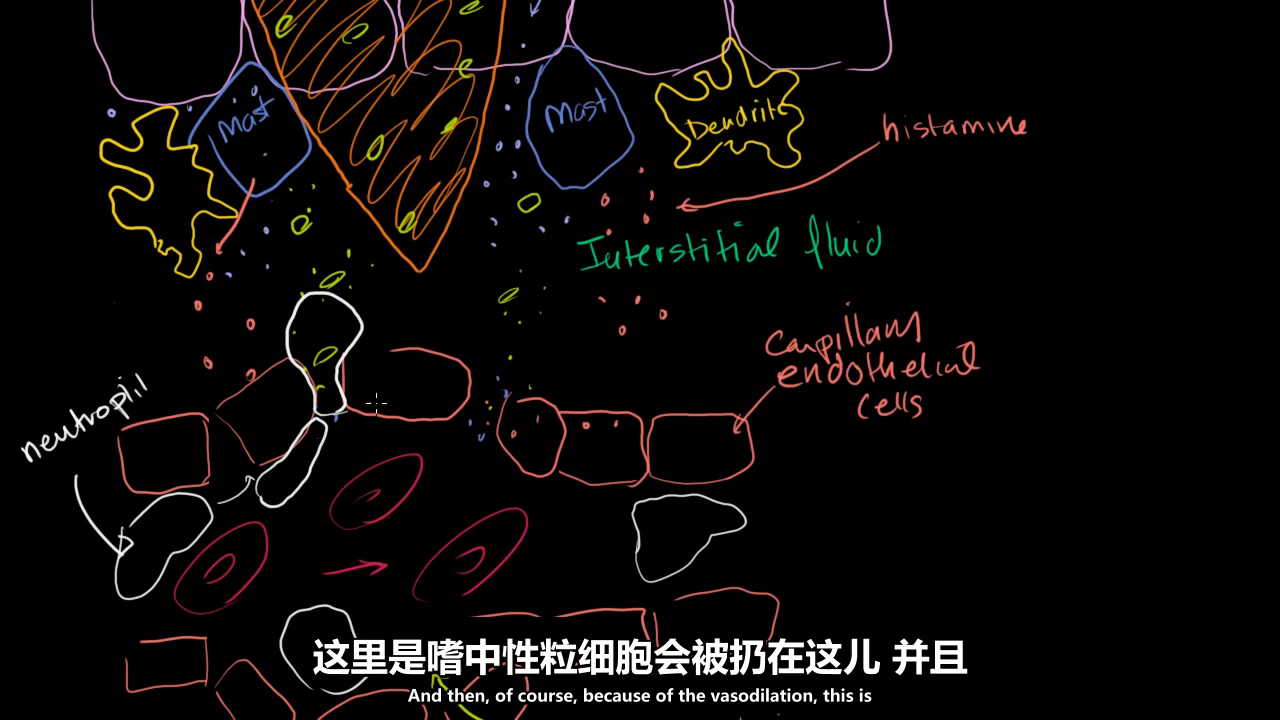 Mast
Mast
Dendrite
histamine
Interstitial fluid
Capillary
endothelial
cells
neutrophil
这里是嗜中性粒细胞会被扔在这儿 并且
And then, of course, because of the vasodilation, this is